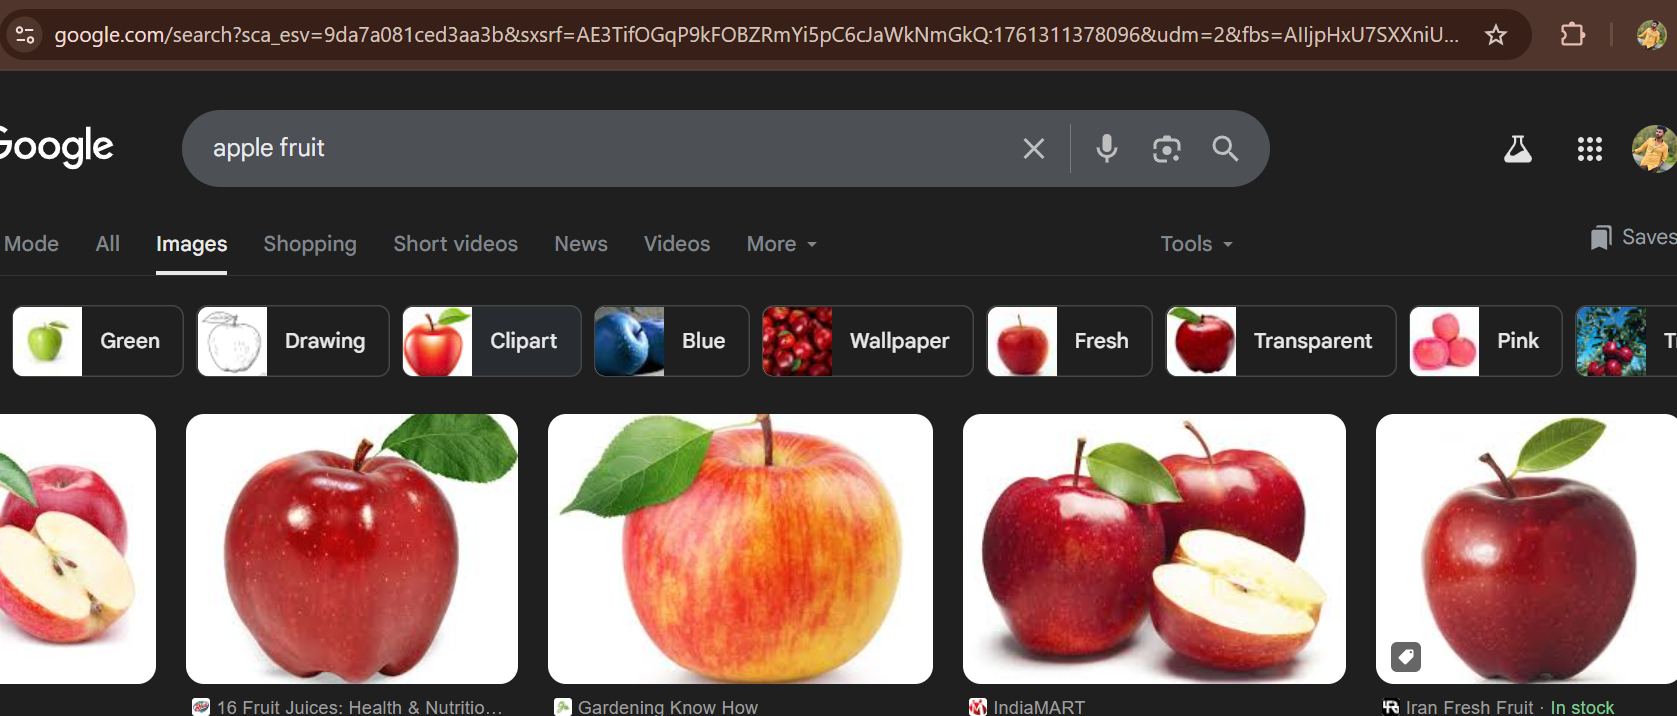 google.com/search?sca_esv=9da7a081ced3aa3b&sxsrf=AE3TifOGqP9kFOBZRmYi5pC6cJaWkNmGkQ:1761311378096&udm=2&fbs=AIIjpHxU7SXXniU...
Google
apple fruit
Mode All Images Shopping Short videos News Videos More Tools Saves
Green Drawing Clipart Blue Wallpaper Fresh Transparent Pink
16 Fruit Juices: Health & Nutritio... Gardening Know How IndiaMART Iran Fresh Fruit · In stock